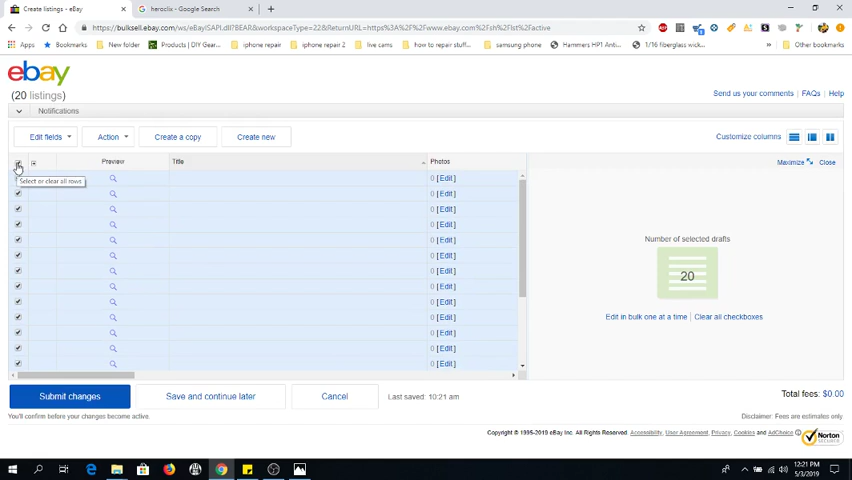 Create listings - eBay
heroclix - Google Search
https://bulksell.ebay.com/ws/eBayISAPI.dll?BEAR&workspaceType=22&ReturnURL=https%3A%2F%2Fwww.ebay.com%2Fsh%2Flst%2Factive
Apps
Bookmarks
New folder
Products | DIY Gar...
iphone repair
iphone repair 2
live cams
how to repair stuff...
samsung phone
Hammers HP1 Anti-...
1/16 fiberglass wick...
Other bookmarks
ebay
(20 listings)
Send us your comments | FAQs | Help
Notifications
Edit fields
Action
Create a copy
Create new
Customize columns
Preview
Title
Photos
Maximize
Close
Select or clear all rows
0 [Edit]
0 [Edit]
0 [Edit]
0 [Edit]
0 [Edit]
0 [Edit]
0 [Edit]
0 [Edit]
0 [Edit]
0 [Edit]
0 [Edit]
0 [Edit]
0 [Edit]
Number of selected drafts
20
Edit in bulk one at a time | Clear all checkboxes
Submit changes
Save and continue later
Cancel
Last saved: 10:21 am
Total fees: $0.00
You'll confirm before your changes become active.
Disclaimer: Fees are estimates only
Copyright © 1995-2019 eBay Inc. All Rights Reserved. Accessibility, User Agreement, Privacy, Cookies and AdChoice
Norton
SECURED
12:21 PM
5/3/2019